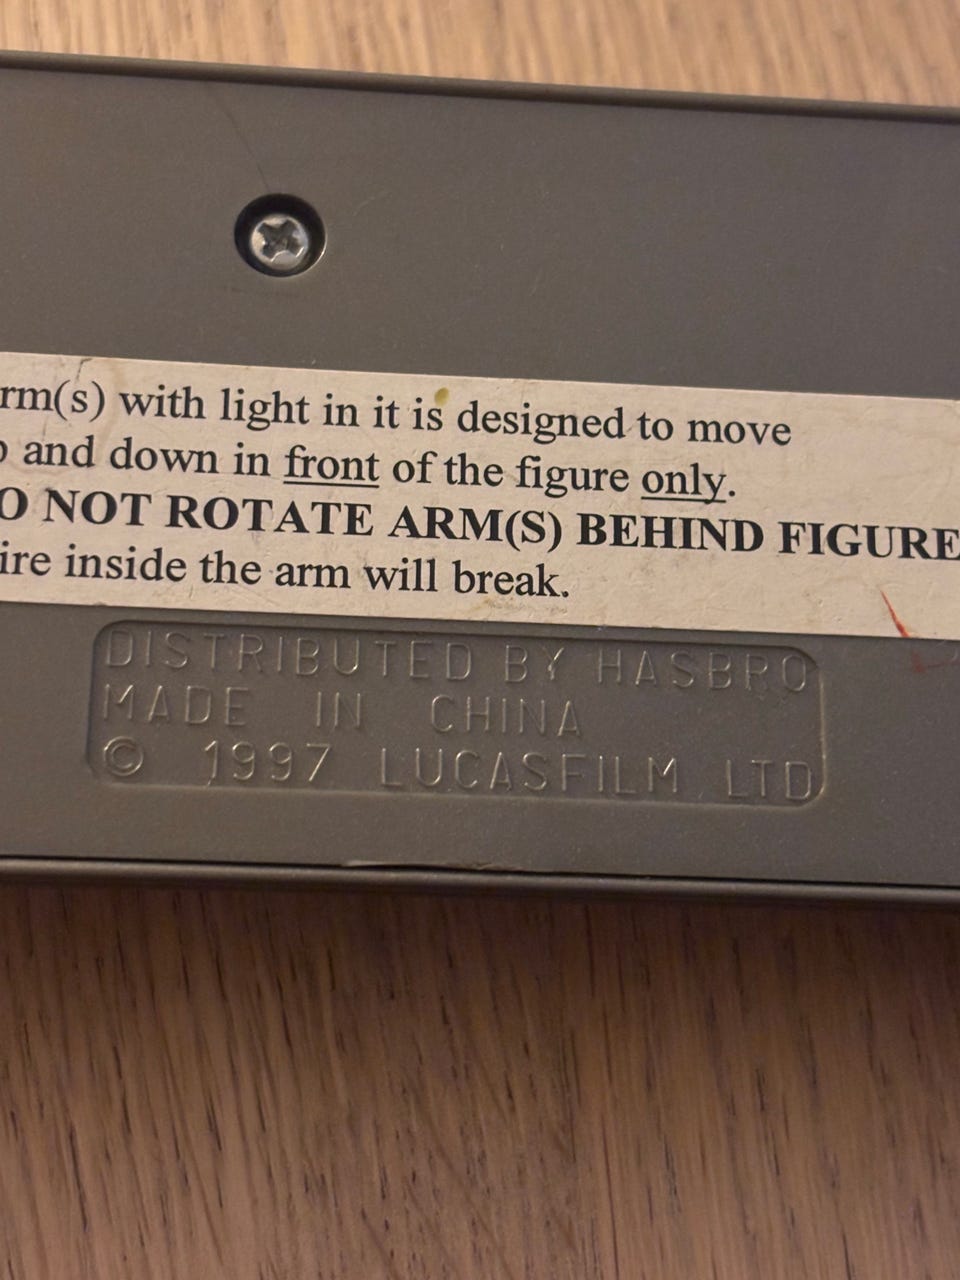 rm(s) with light in it is designed to move
p and down in front of the figure only.
O NOT ROTATE ARM(S) BEHIND FIGURE
ire inside the arm will break.
DISTRIBUTED BY HASBRO
MADE IN CHINA
© 1997 LUCASFILM LTD